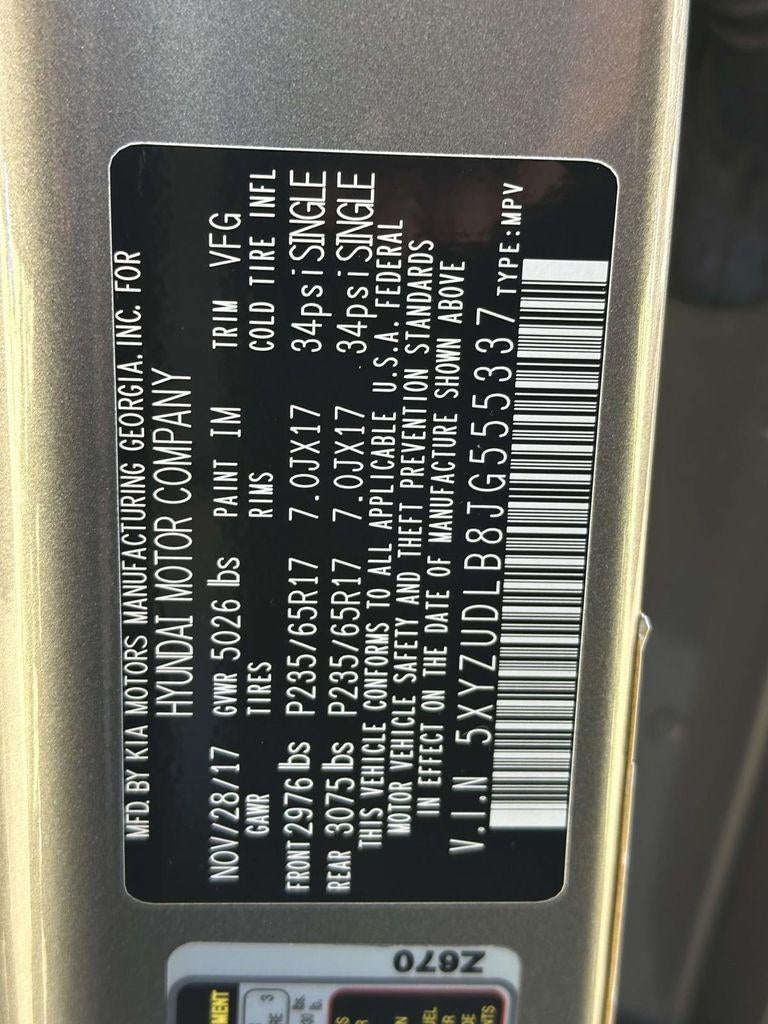 MFD. BY KIA MOTORS MANUFACTURING GEORGIA. INC. FOR
HYUNDAI MOTOR COMPANY
NOV/28/17 GVWR 5026 lbs PAINT IM TRIM VFG
GAWR TIRES RIMS COLD TIRE INFL
FRONT 2976 lbs P235/65R17 7.0JX17 34psi SINGLE
REAR 3075 lbs P235/65R17 7.0JX17 34psi SINGLE
THIS VEHICLE CONFORMS TO ALL APPLICABLE U.S.A. FEDERAL
MOTOR VEHICLE SAFETY AND THEFT PREVENTION STANDARDS
IN EFFECT ON THE DATE OF MANUFACTURE SHOWN ABOVE
V.I.N 5XYZUDLB8JG555337 TYPE:MPV
Z670
3
lbs.
lb.